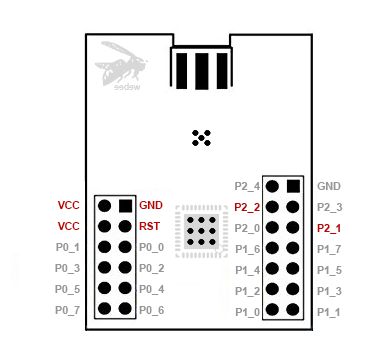 webee
P2_4 GND
VCC GND P2_2 P2_3
VCC RST P2_0 P2_1
P0_1 P0_0 P1_6 P1_7
P0_3 P0_2 P1_4 P1_5
P0_5 P0_4 P1_2 P1_3
P0_7 P0_6 P1_0 P1_1